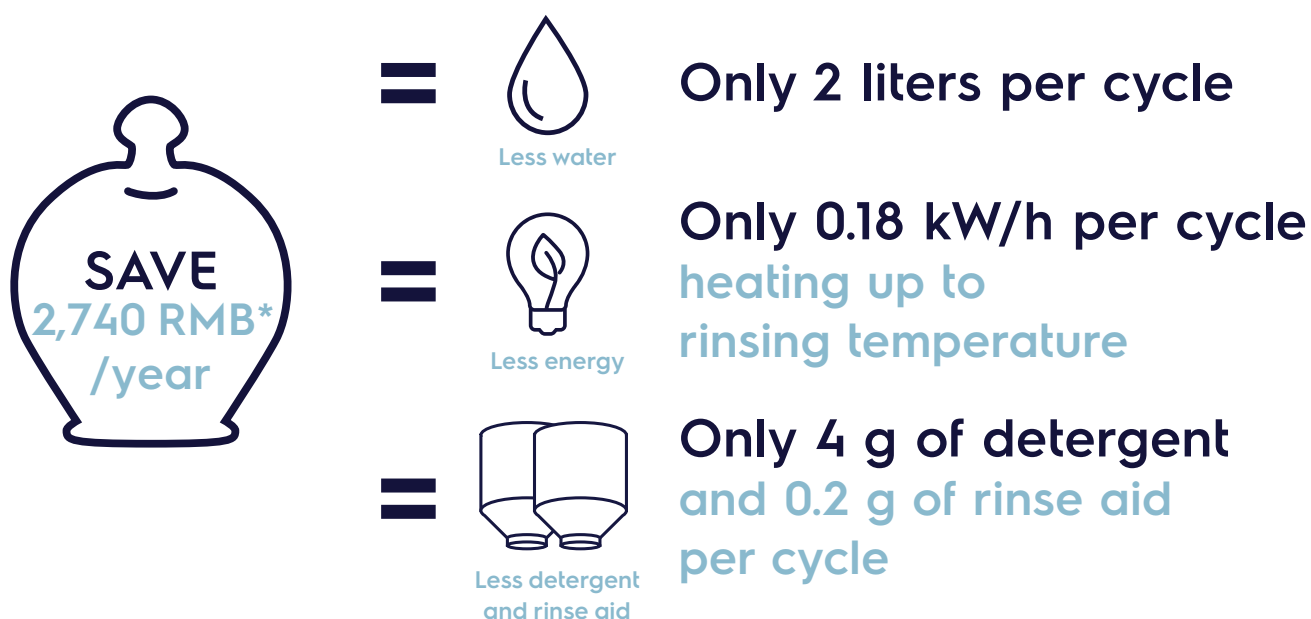 SAVE
2,740 RMB*
/year
Less water
Only 2 liters per cycle
Less energy
Only 0.18 kW/h per cycle
heating up to
rinsing temperature
Less detergent
and rinse aid
Only 4 g of detergent
and 0.2 g of rinse aid
per cycle